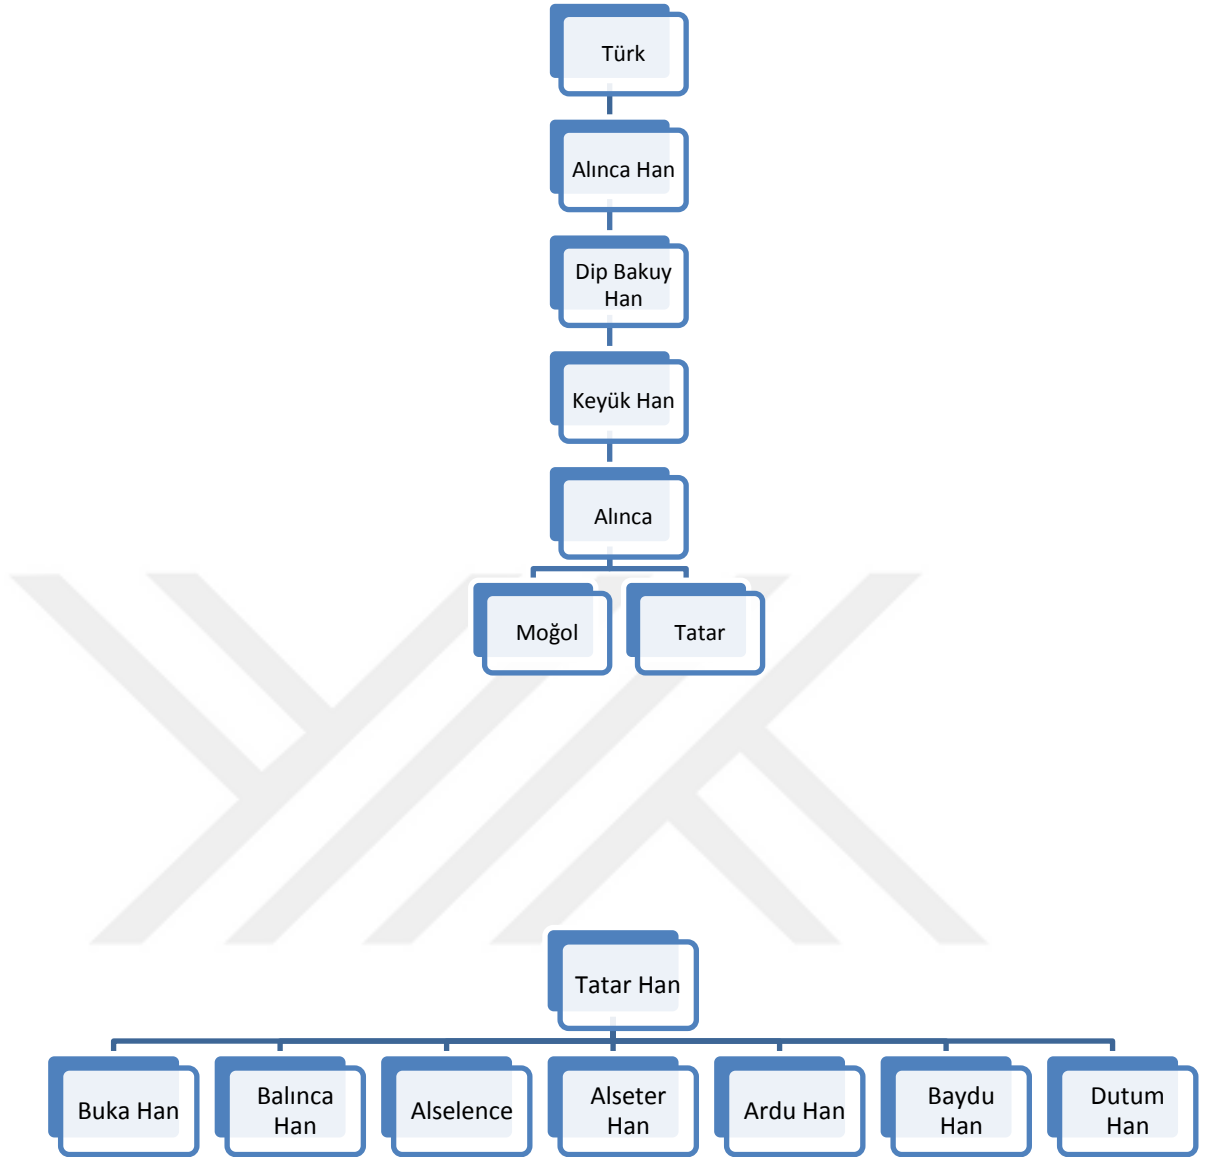 Türk
Alınca Han
Dip Bakuy
Han
Keyük Han
Alınca
Moğol
Tatar
Tatar Han
Buka Han
Balınca
Han
Alselence
Alseter
Han
Ardu Han
Baydu
Han
Dutum
Han